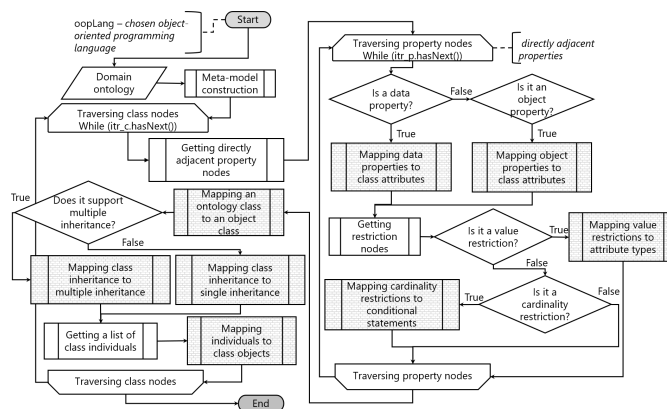 oopLang – chosen object-
oriented programming
language
Start
Domain
ontology
Meta-model
construction
Traversing class nodes
While (itr_c.hasNext())
Getting directly
adjacent property
nodes
True
Does it support
multiple
inheritance?
Mapping an
ontology class
to an object
class
False
Mapping class
inheritance to
multiple inheritance
Mapping class
inheritance to
single inheritance
Getting a list of
class individuals
Mapping
individuals to
class objects
Traversing class nodes
End
Traversing property nodes
While (itr_p.hasNext())
directly adjacent
properties
Is a data
property?
False
Is it an
object
property?
True
True
Mapping data
properties to
class attributes
Mapping object
properties to
class attributes
Getting
restriction
nodes
Is it a value
restriction?
True
Mapping value
restrictions to
attribute types
False
Mapping cardinality
restrictions to
conditional
statements
True
Is it a
cardinality
restriction?
False
Traversing property nodes